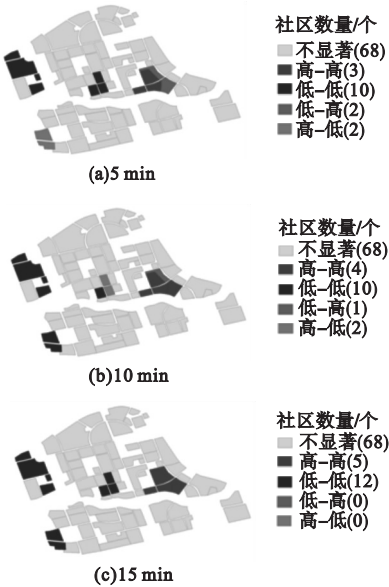 社区数量/个
不显著(68)
高–高(3)
低–低(10)
低–高(2)
高–低(2)
(a)5 min
社区数量/个
不显著(68)
高–高(4)
低–低(10)
低–高(1)
高–低(2)
(b)10 min
社区数量/个
不显著(68)
高–高(5)
低–低(12)
低–高(0)
高–低(0)
(c)15 min